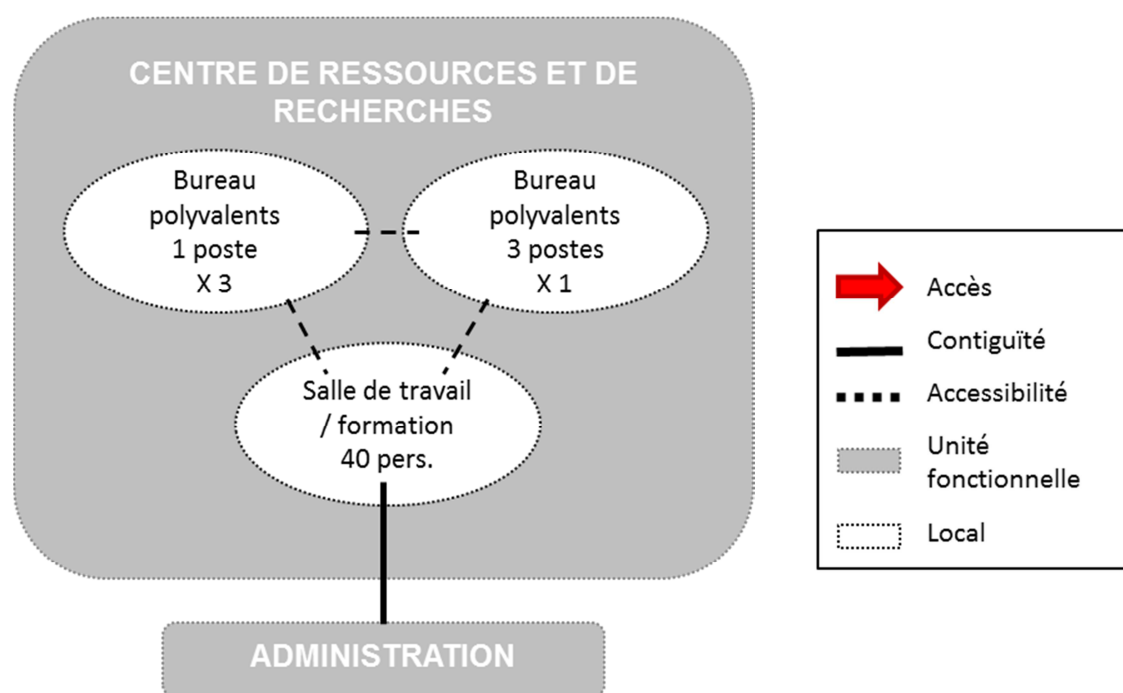 CENTRE DE RESSOURCES ET DE
RECHERCHES
Bureau
polyvalents
1 poste
X 3
Bureau
polyvalents
3 postes
X 1
Salle de travail
/ formation
40 pers.
ADMINISTRATION
Accès
Contiguïté
Accessibilité
Unité
fonctionnelle
Local